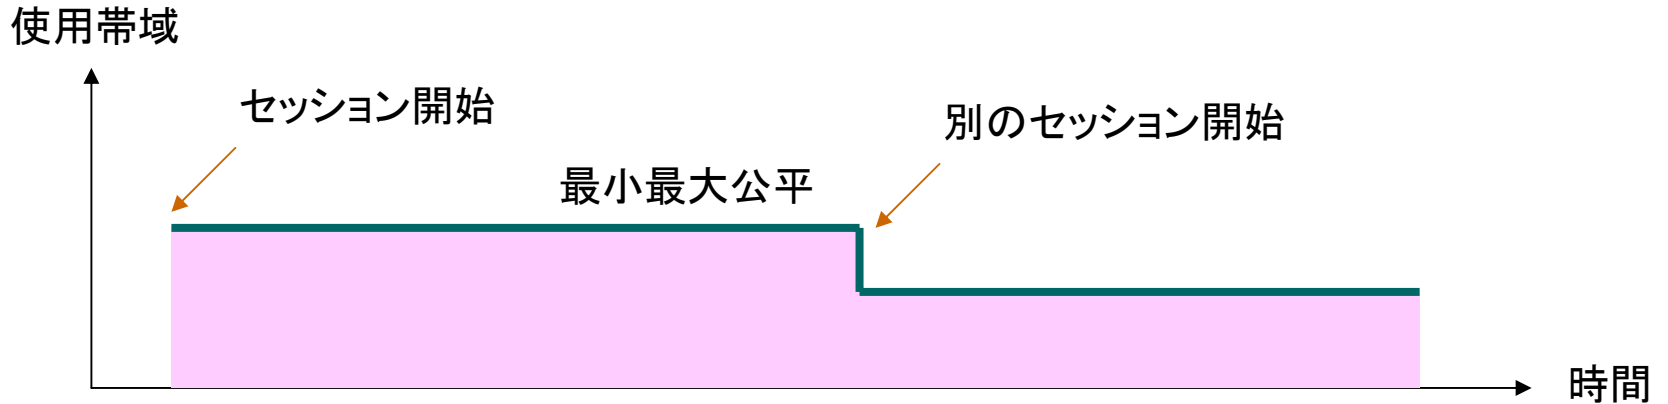 使用帯域
セッション開始
別のセッション開始
最小最大公平
時間